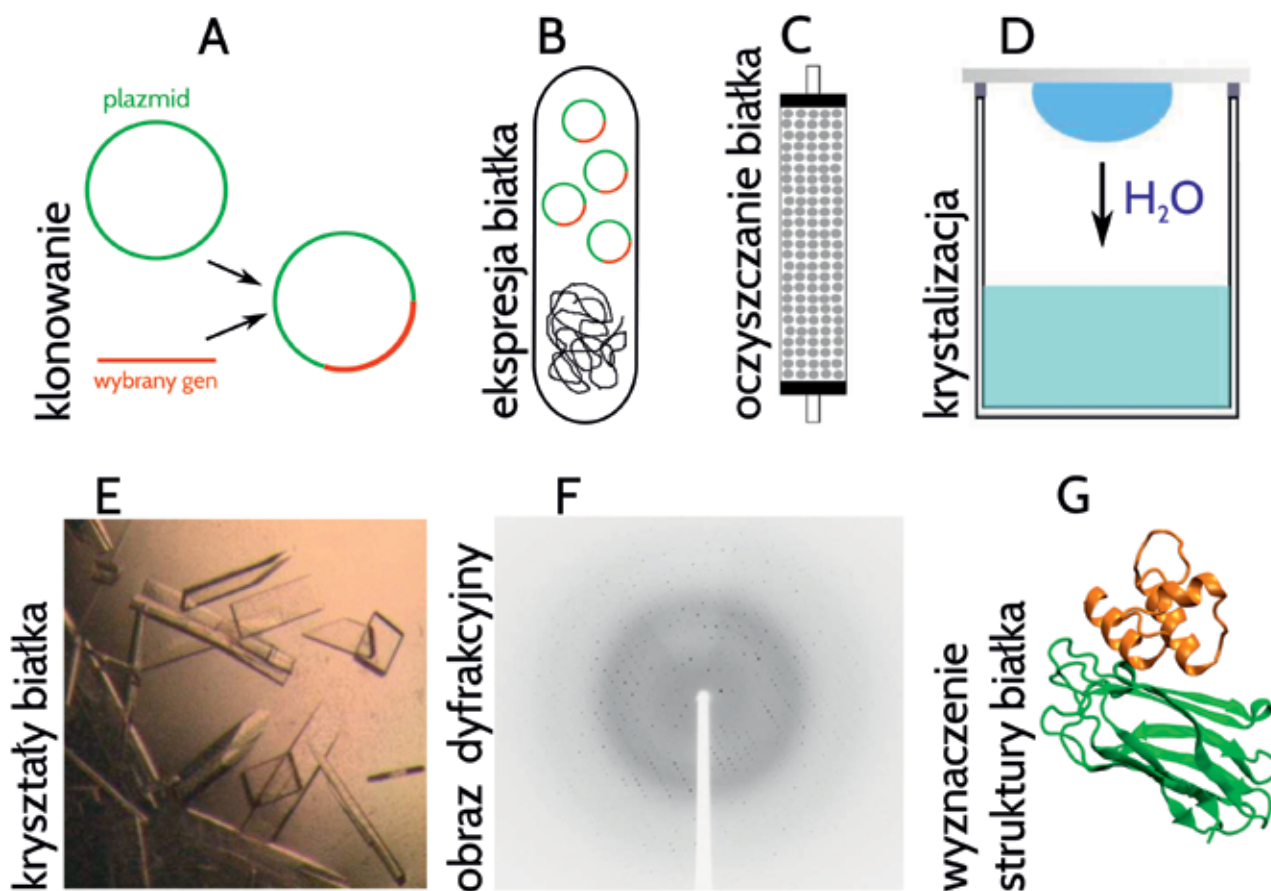 A
klonowanie
plazmid
wybrany gen
B
ekspresja białka
C
oczyszczanie białka
D
krystalizacja
H₂O
E
kryształy białka
F
obraz dyfrakcyjny
G
wyznaczenie
struktury białka